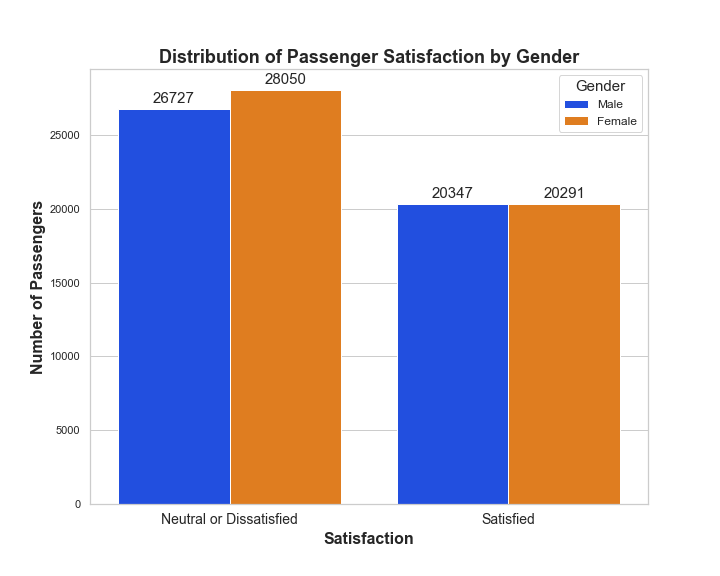 Distribution of Passenger Satisfaction by Gender
26727
28050
20347
20291
Gender
Male
Female
25000
20000
15000
10000
5000
0
Number of Passengers
Neutral or Dissatisfied
Satisfied
Satisfaction